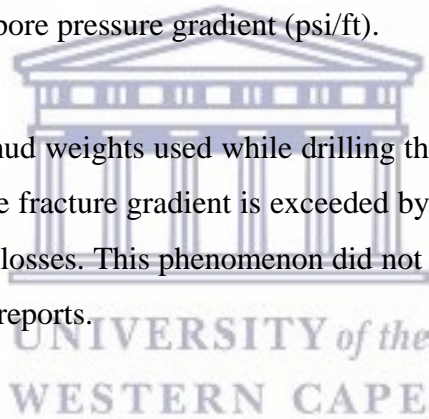 pore pressure gradient (psi/ft).
mud weights used while drilling th
e fracture gradient is exceeded by
losses. This phenomenon did not
reports.
UNIVERSITY of the
WESTERN CAPE